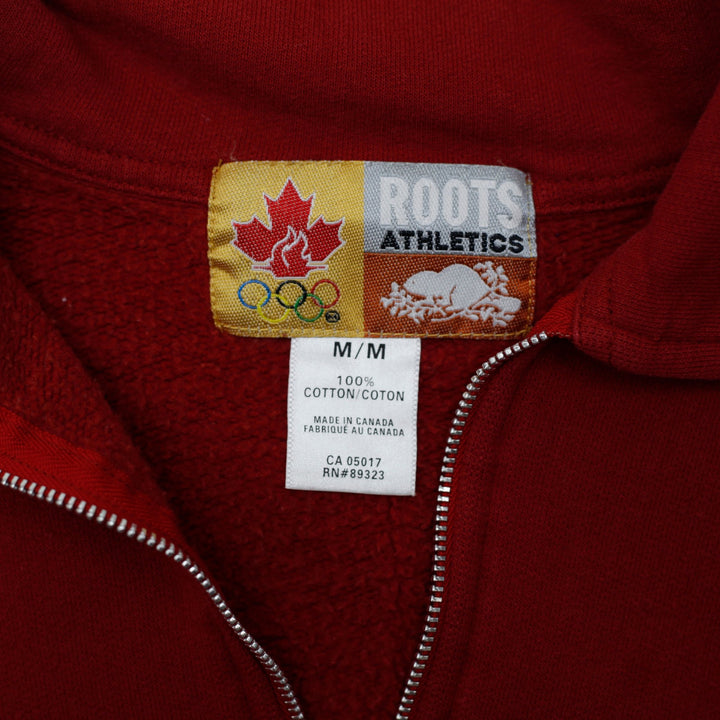 ROOTS
ATHLETICS
M/M
100%
COTTON/COTON
MADE IN CANADA
FABRIQUÉ AU CANADA
CA 05017
RN#89323